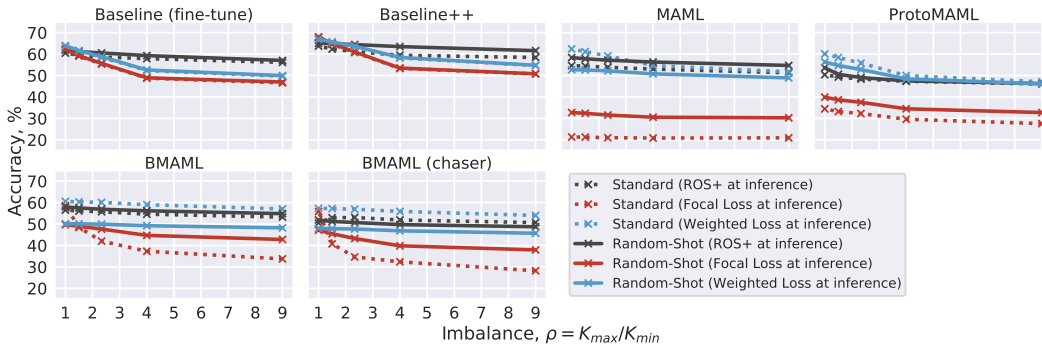 Baseline (fine-tune) Baseline++ MAML ProtoMAML
70
60
50
40
30
20
Accuracy, %
BMAML BMAML (chaser)
70
60
50
40
30
20
1 2 3 4 5 6 7 8 9 1 2 3 4 5 6 7 8 9
Imbalance, ρ = K_max/K_min
Standard (ROS+ at inference)
Standard (Focal Loss at inference)
Standard (Weighted Loss at inference)
Random-Shot (ROS+ at inference)
Random-Shot (Focal Loss at inference)
Random-Shot (Weighted Loss at inference)